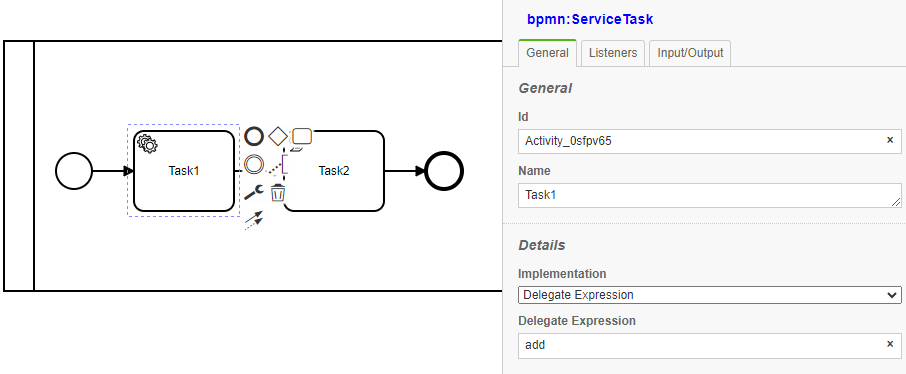 Task1
Task2
bpmn:ServiceTask
General
Listeners
Input/Output
General
Id
Activity_0sfpv65
×
Name
Task1
Details
Implementation
Delegate Expression
Delegate Expression
add
×